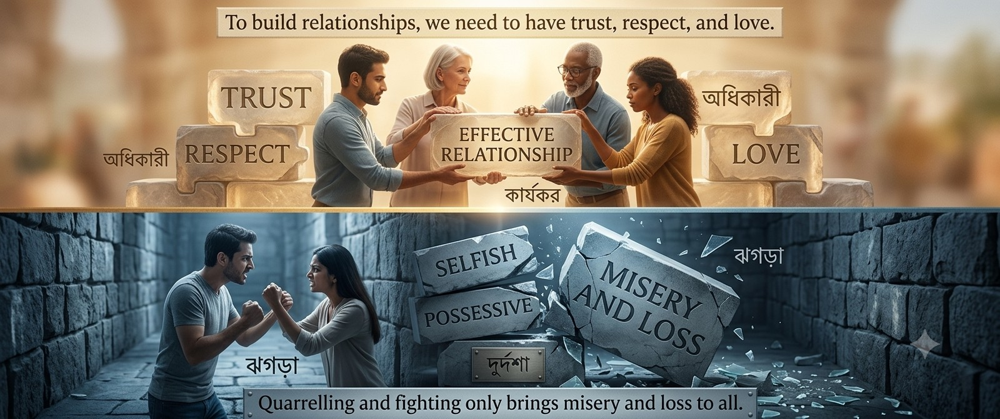 To build relationships, we need to have trust, respect, and love.
TRUST
অধিকারী
RESPECT
অধিকারী
EFFECTIVE
RELATIONSHIP
কার্যকর
অধিকারী
LOVE
SELFISH
POSSESSIVE
দুর্দশা
MISERY
AND LOSS
ঝগড়া
ঝগড়া
Quarrelling and fighting only brings misery and loss to all.